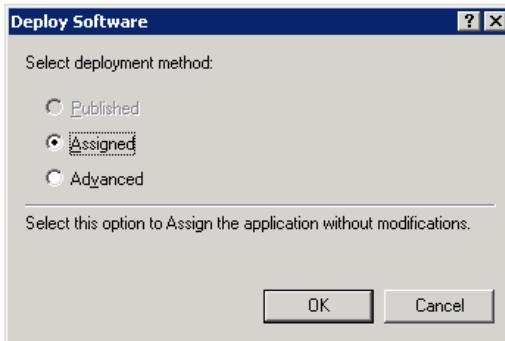 Deploy Software
Select deployment method:
Published
Assigned
Advanced
Select this option to Assign the application without modifications.
OK
Cancel